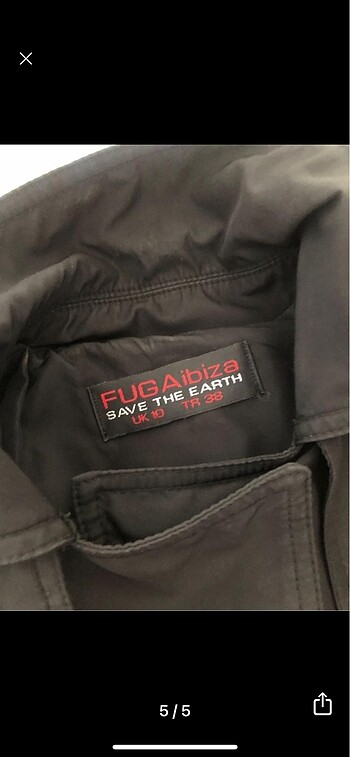 FUGAibiza
SAVE THE EARTH
UK 10 TR 38
5/5